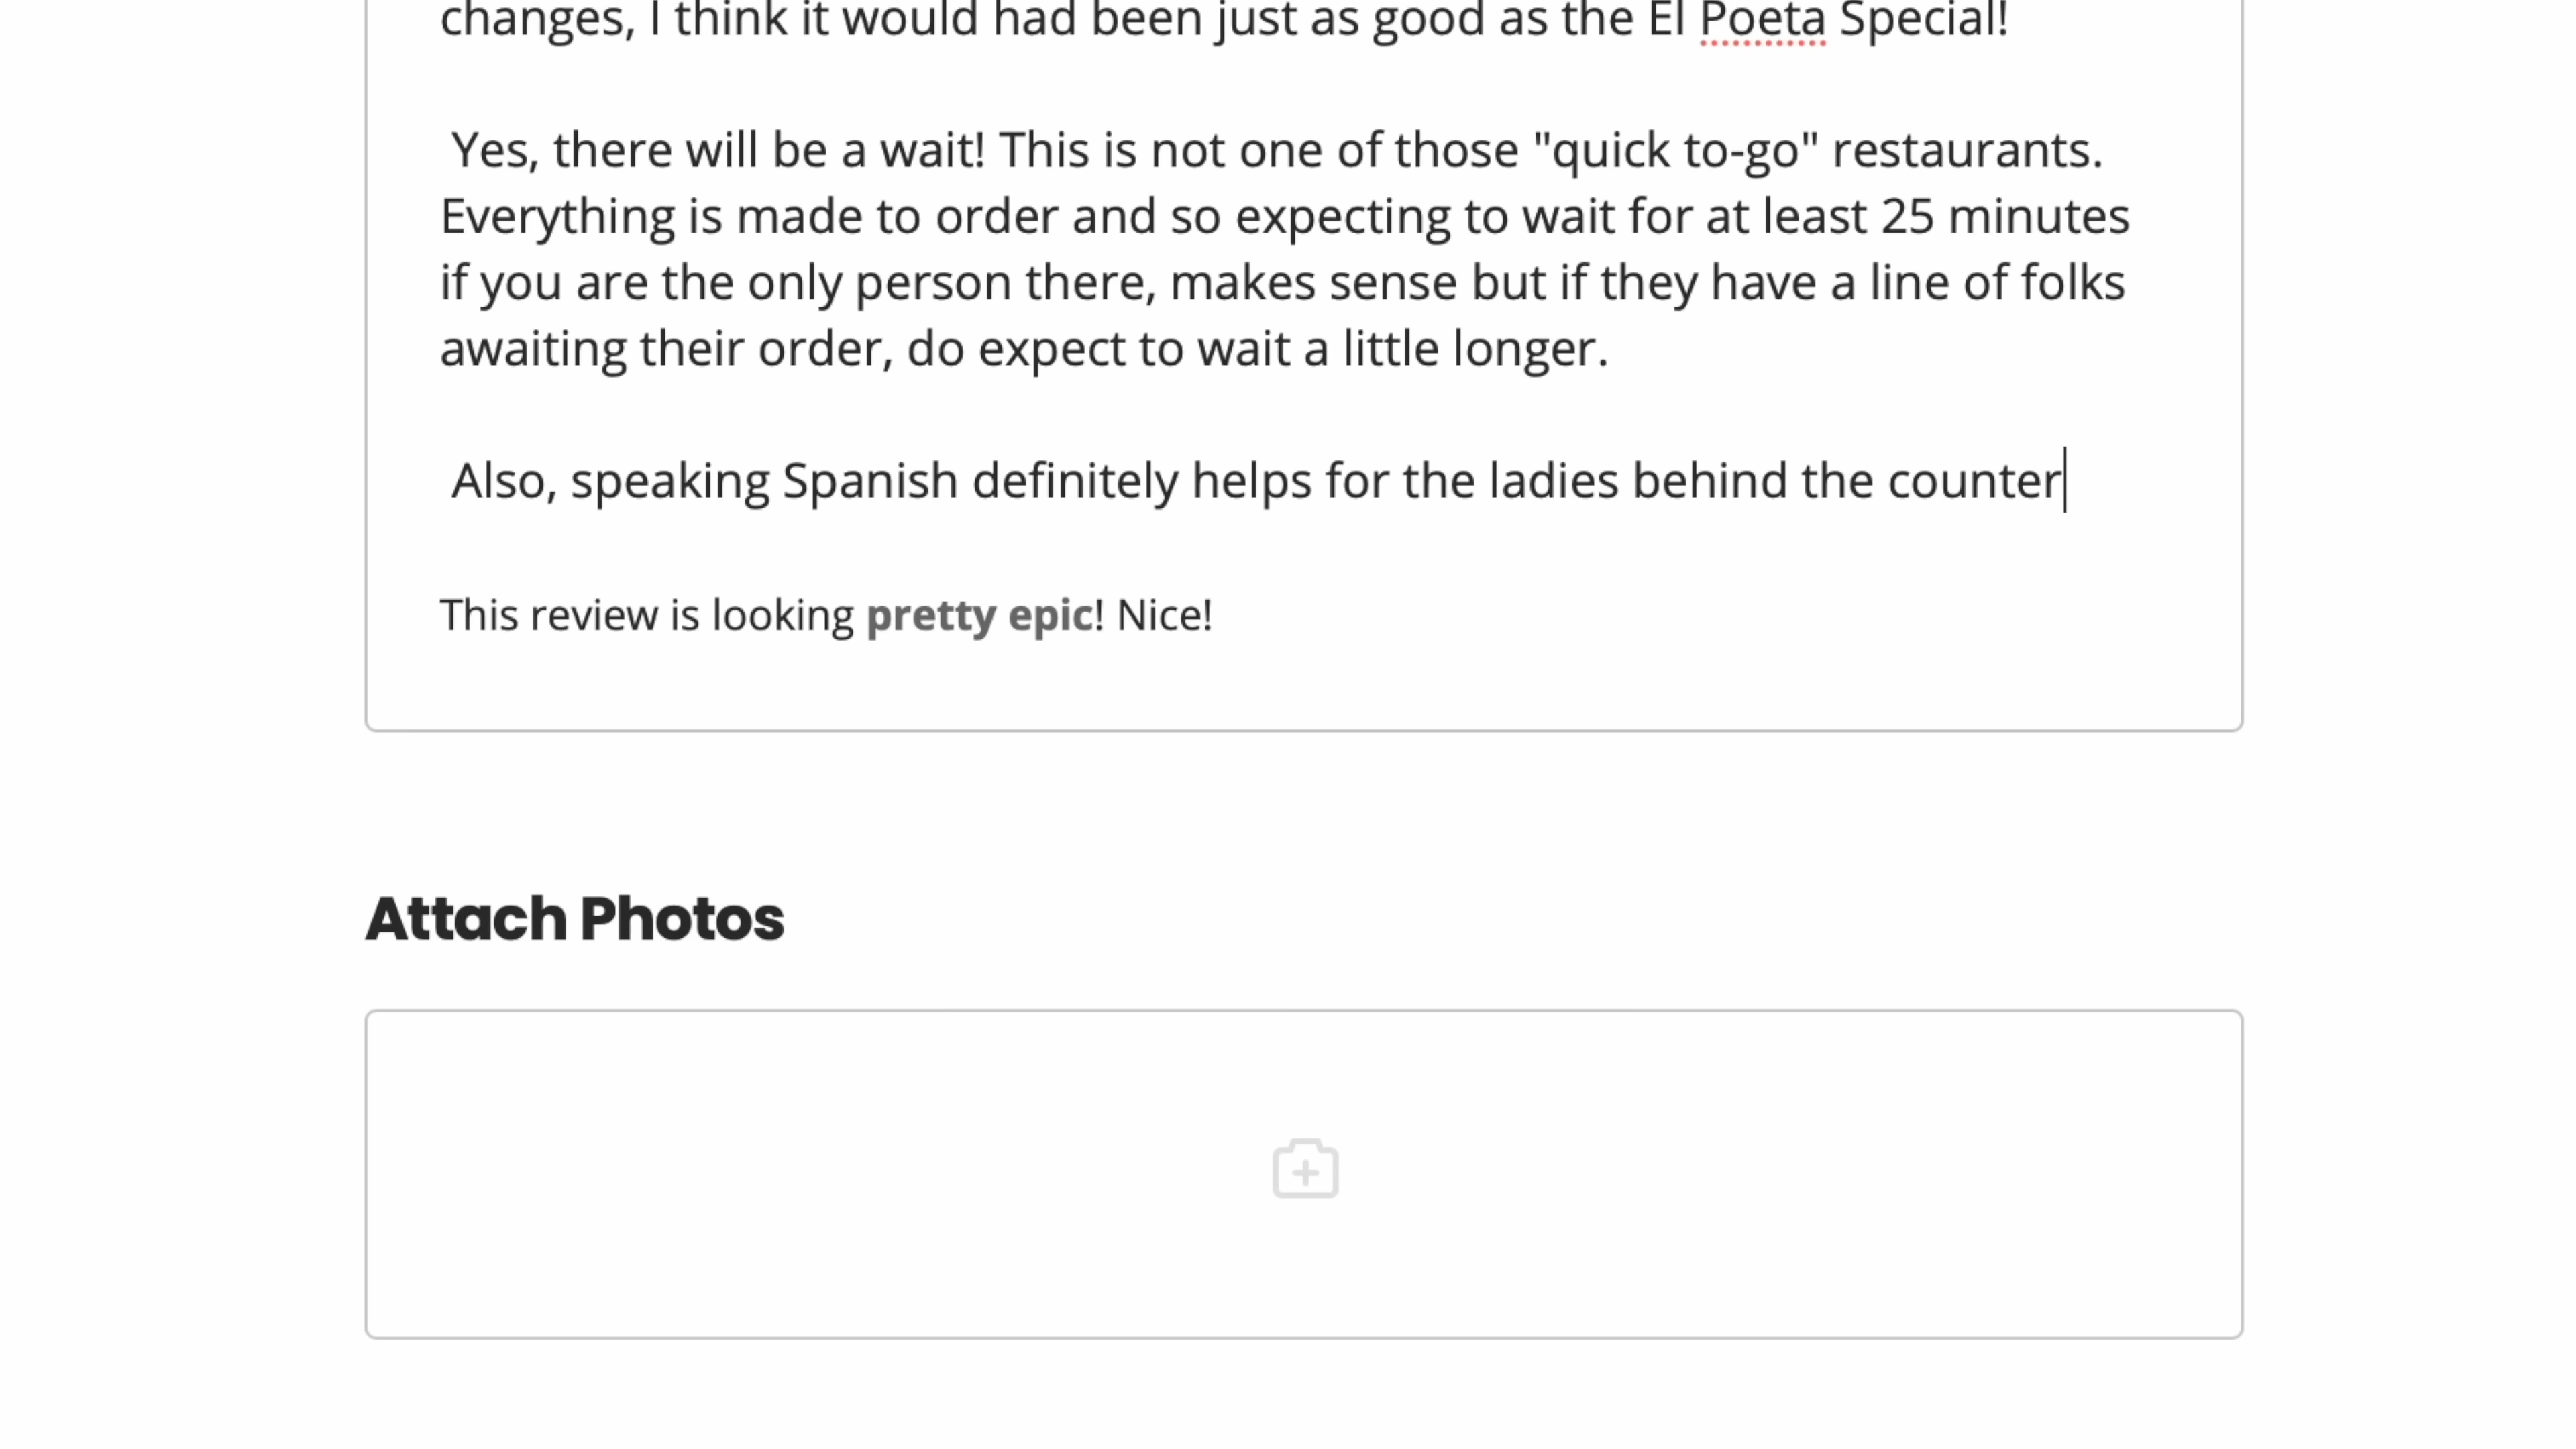 changes, I think it would had been just as good as the El Poeta Special!
Yes, there will be a wait! This is not one of those "quick to-go" restaurants.
Everything is made to order and so expecting to wait for at least 25 minutes
if you are the only person there, makes sense but if they have a line of folks
awaiting their order, do expect to wait a little longer.
Also, speaking Spanish definitely helps for the ladies behind the counter
This review is looking pretty epic! Nice!
Attach Photos